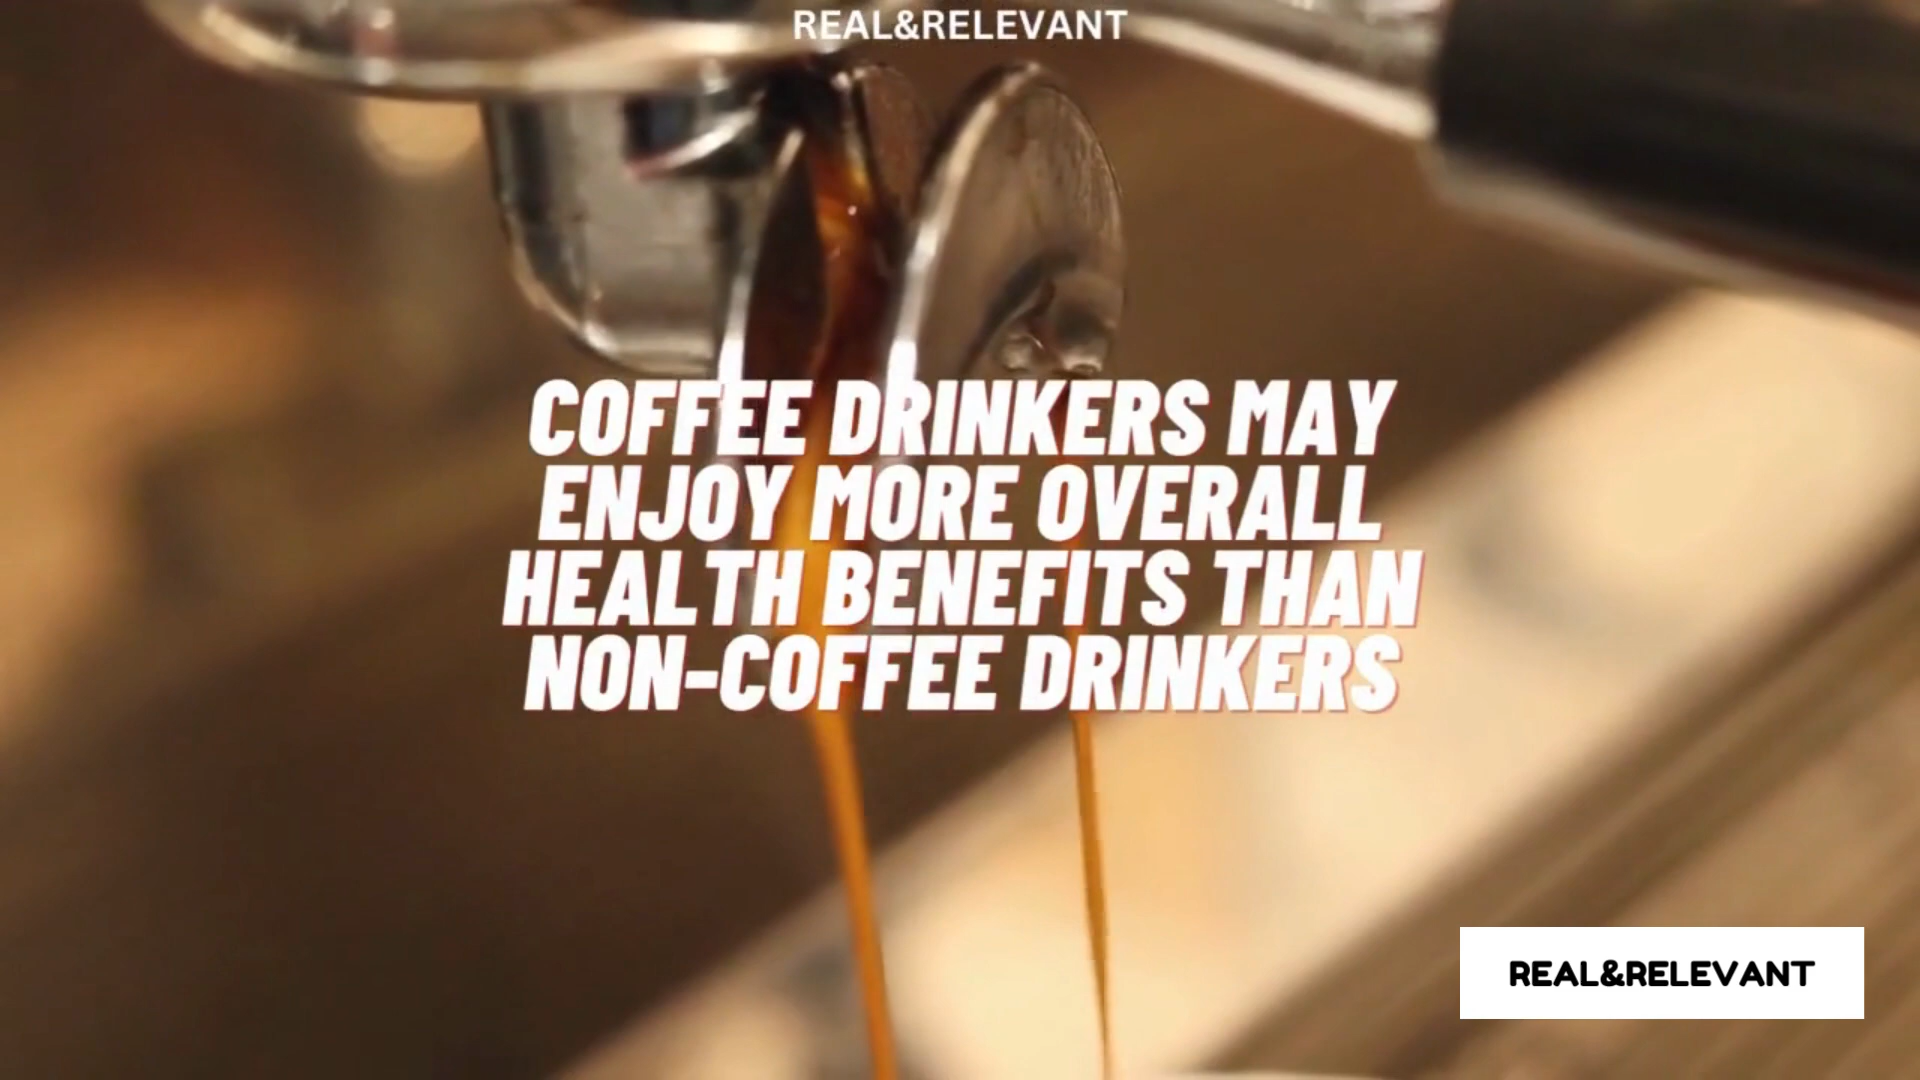 REAL&RELEVANT
COFFEE DRINKERS MAY
ENJOY MORE OVERALL
HEALTH BENEFITS THAN
NON-COFFEE DRINKERS
REAL&RELEVANT